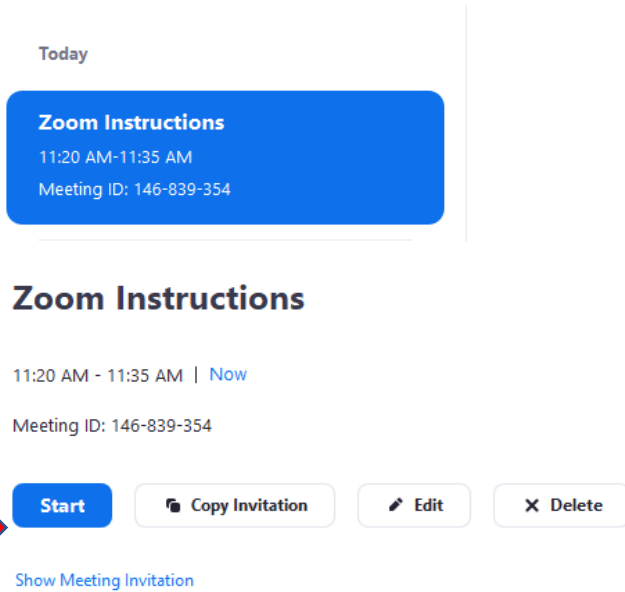 Today
Zoom Instructions
11:20 AM-11:35 AM
Meeting ID: 146-839-354
Zoom Instructions
11:20 AM - 11:35 AM | Now
Meeting ID: 146-839-354
Start Copy Invitation Edit Delete
Show Meeting Invitation